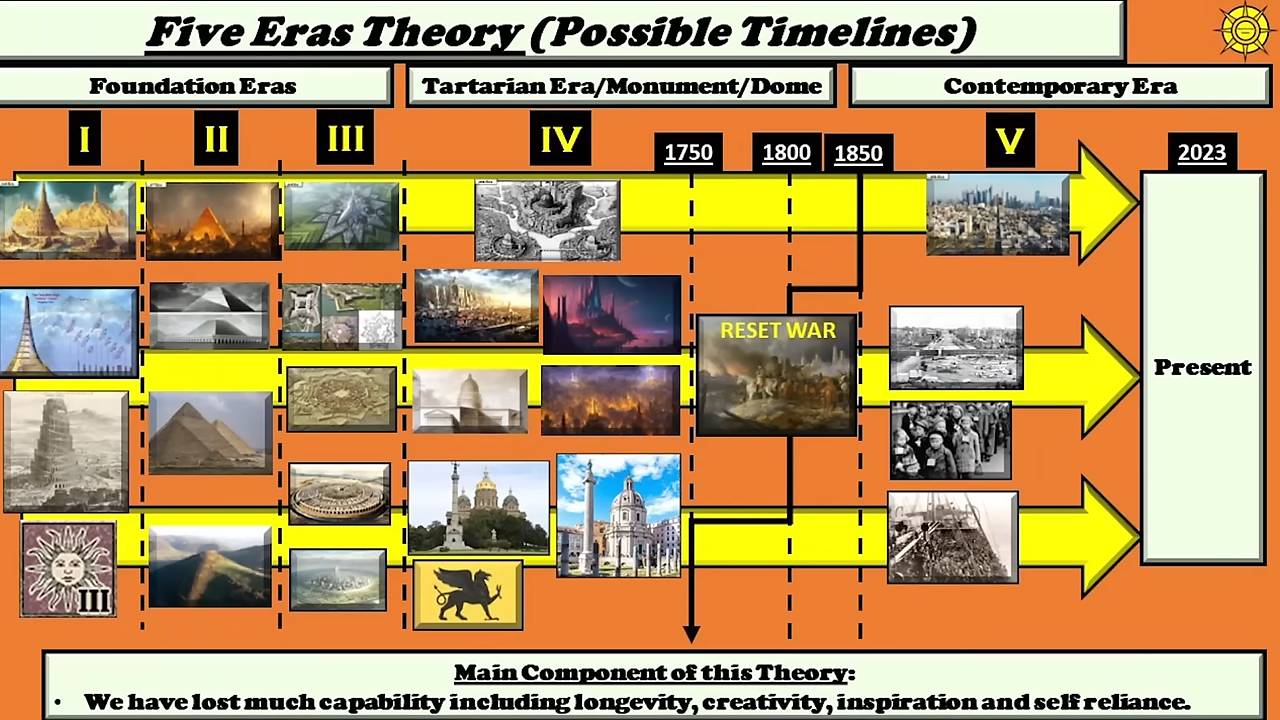 Five Eras Theory (Possible Timelines)
Foundation Eras
Tartarian Era/Monument/Dome
Contemporary Era
I
II
III
IV
1750
1800
1850
V
2023
RESET WAR
Present
III
Main Component of this Theory:
• We have lost much capability including longevity, creativity, inspiration and self reliance.